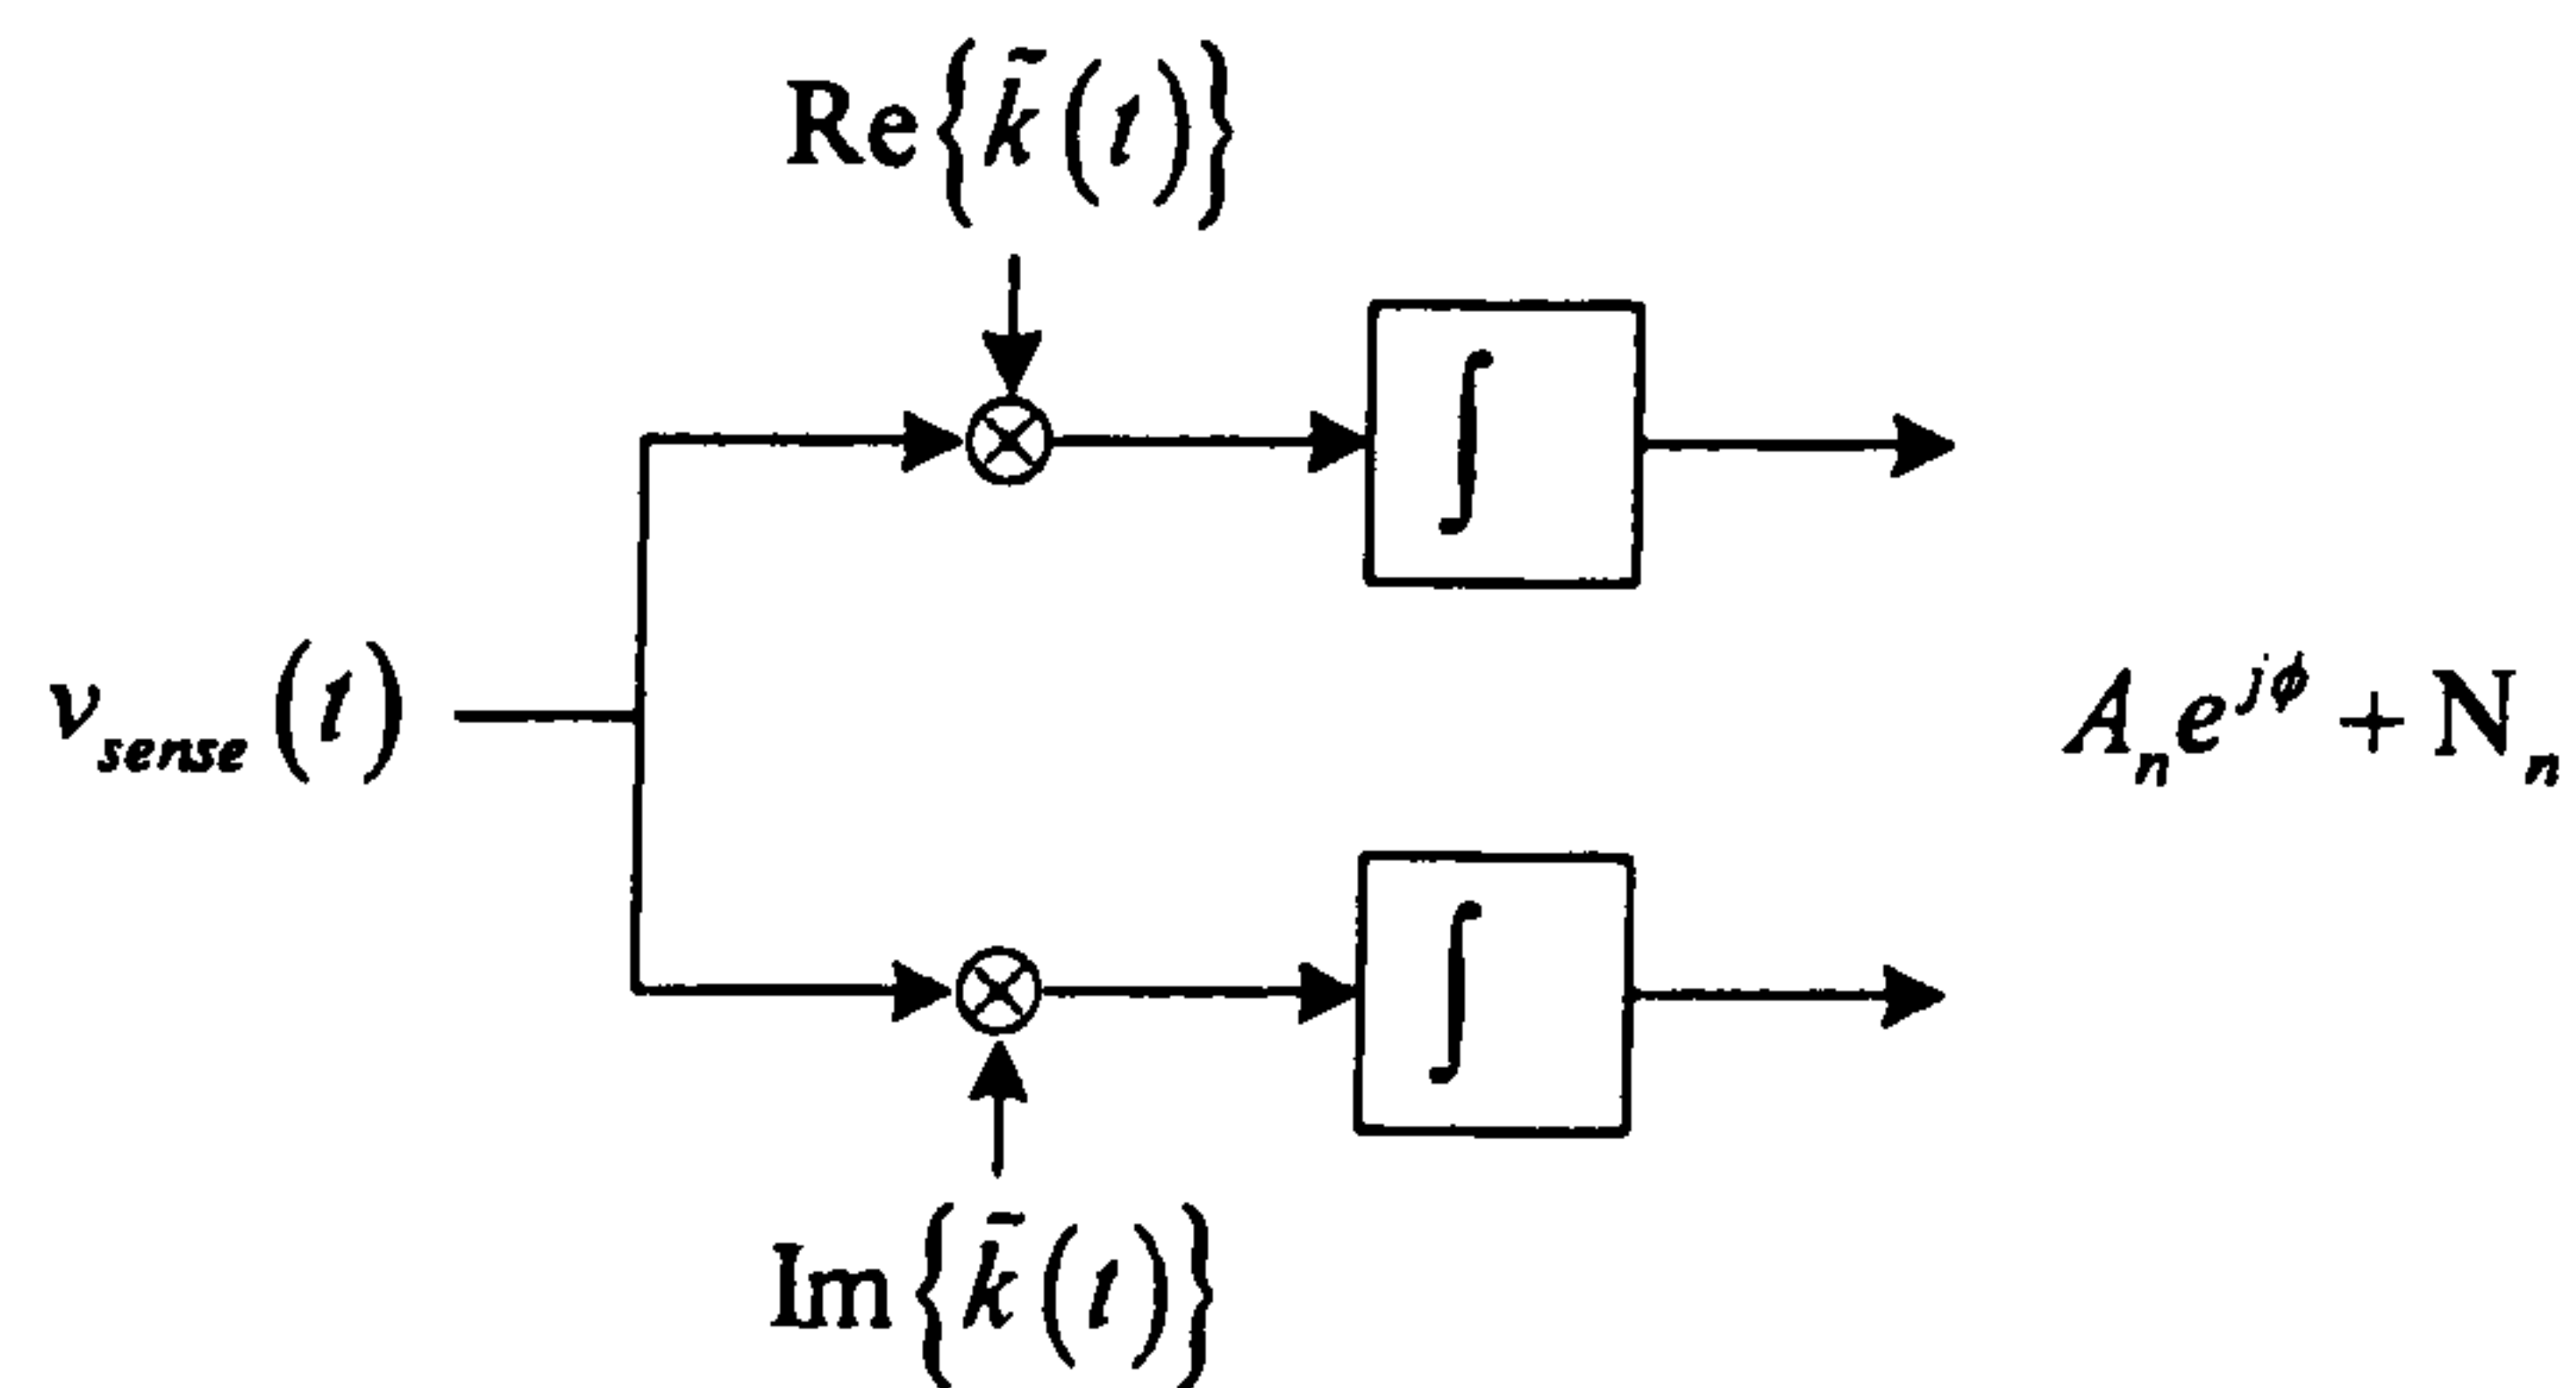 Re{k̃(t)}
∫
v_sense(t)
A_n e^{jϕ} + N_n
∫
Im{k̃(t)}